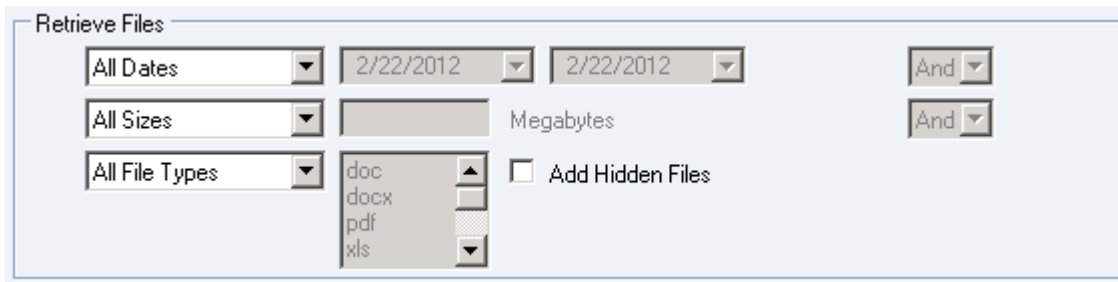 Retrieve Files
All Dates 2/22/2012 2/22/2012 And
All Sizes Megabytes And
All File Types doc Add Hidden Files
docx
pdf
xls